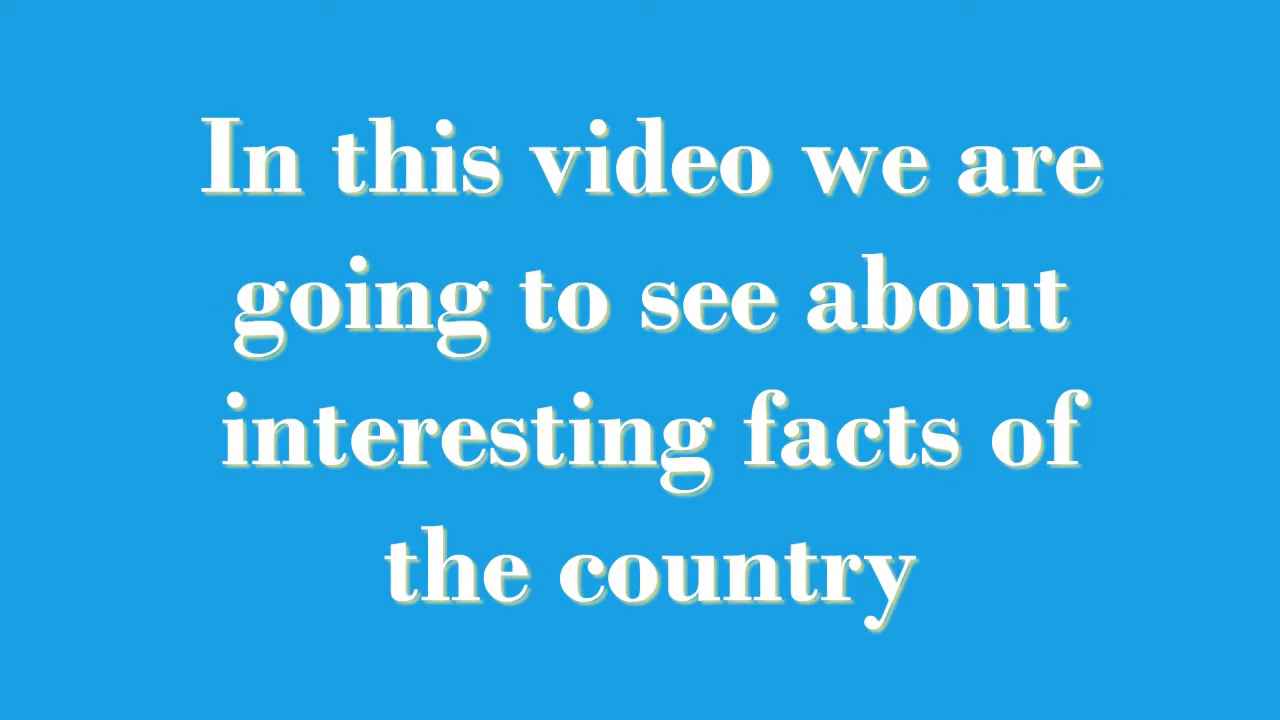 In this video we are
going to see about
interesting facts of
the country